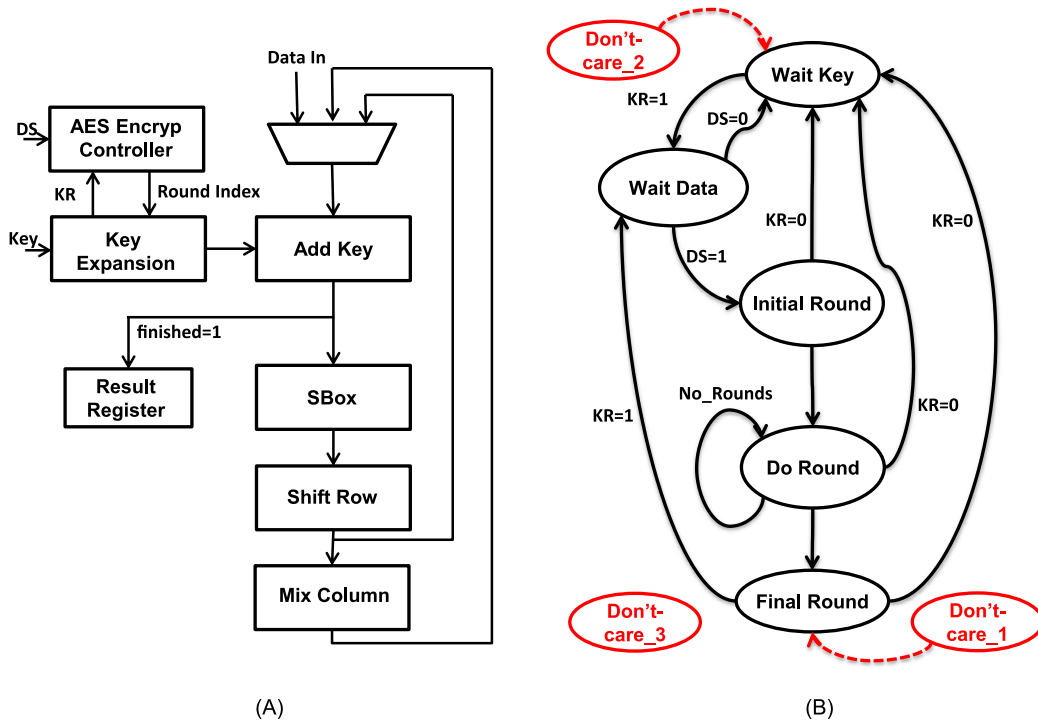 Data In
DS
AES Encryp
Controller
KR
Round Index
Key
Key
Expansion
Add Key
finished=1
Result
Register
SBox
Shift Row
Mix Column
(A)
Don't-
care_2
Wait Key
KR=1
DS=0
Wait Data
KR=0
KR=0
DS=1
Initial Round
No_Rounds
KR=1
KR=0
Do Round
Final Round
Don't-
care_3
Don't-
care_1
(B)